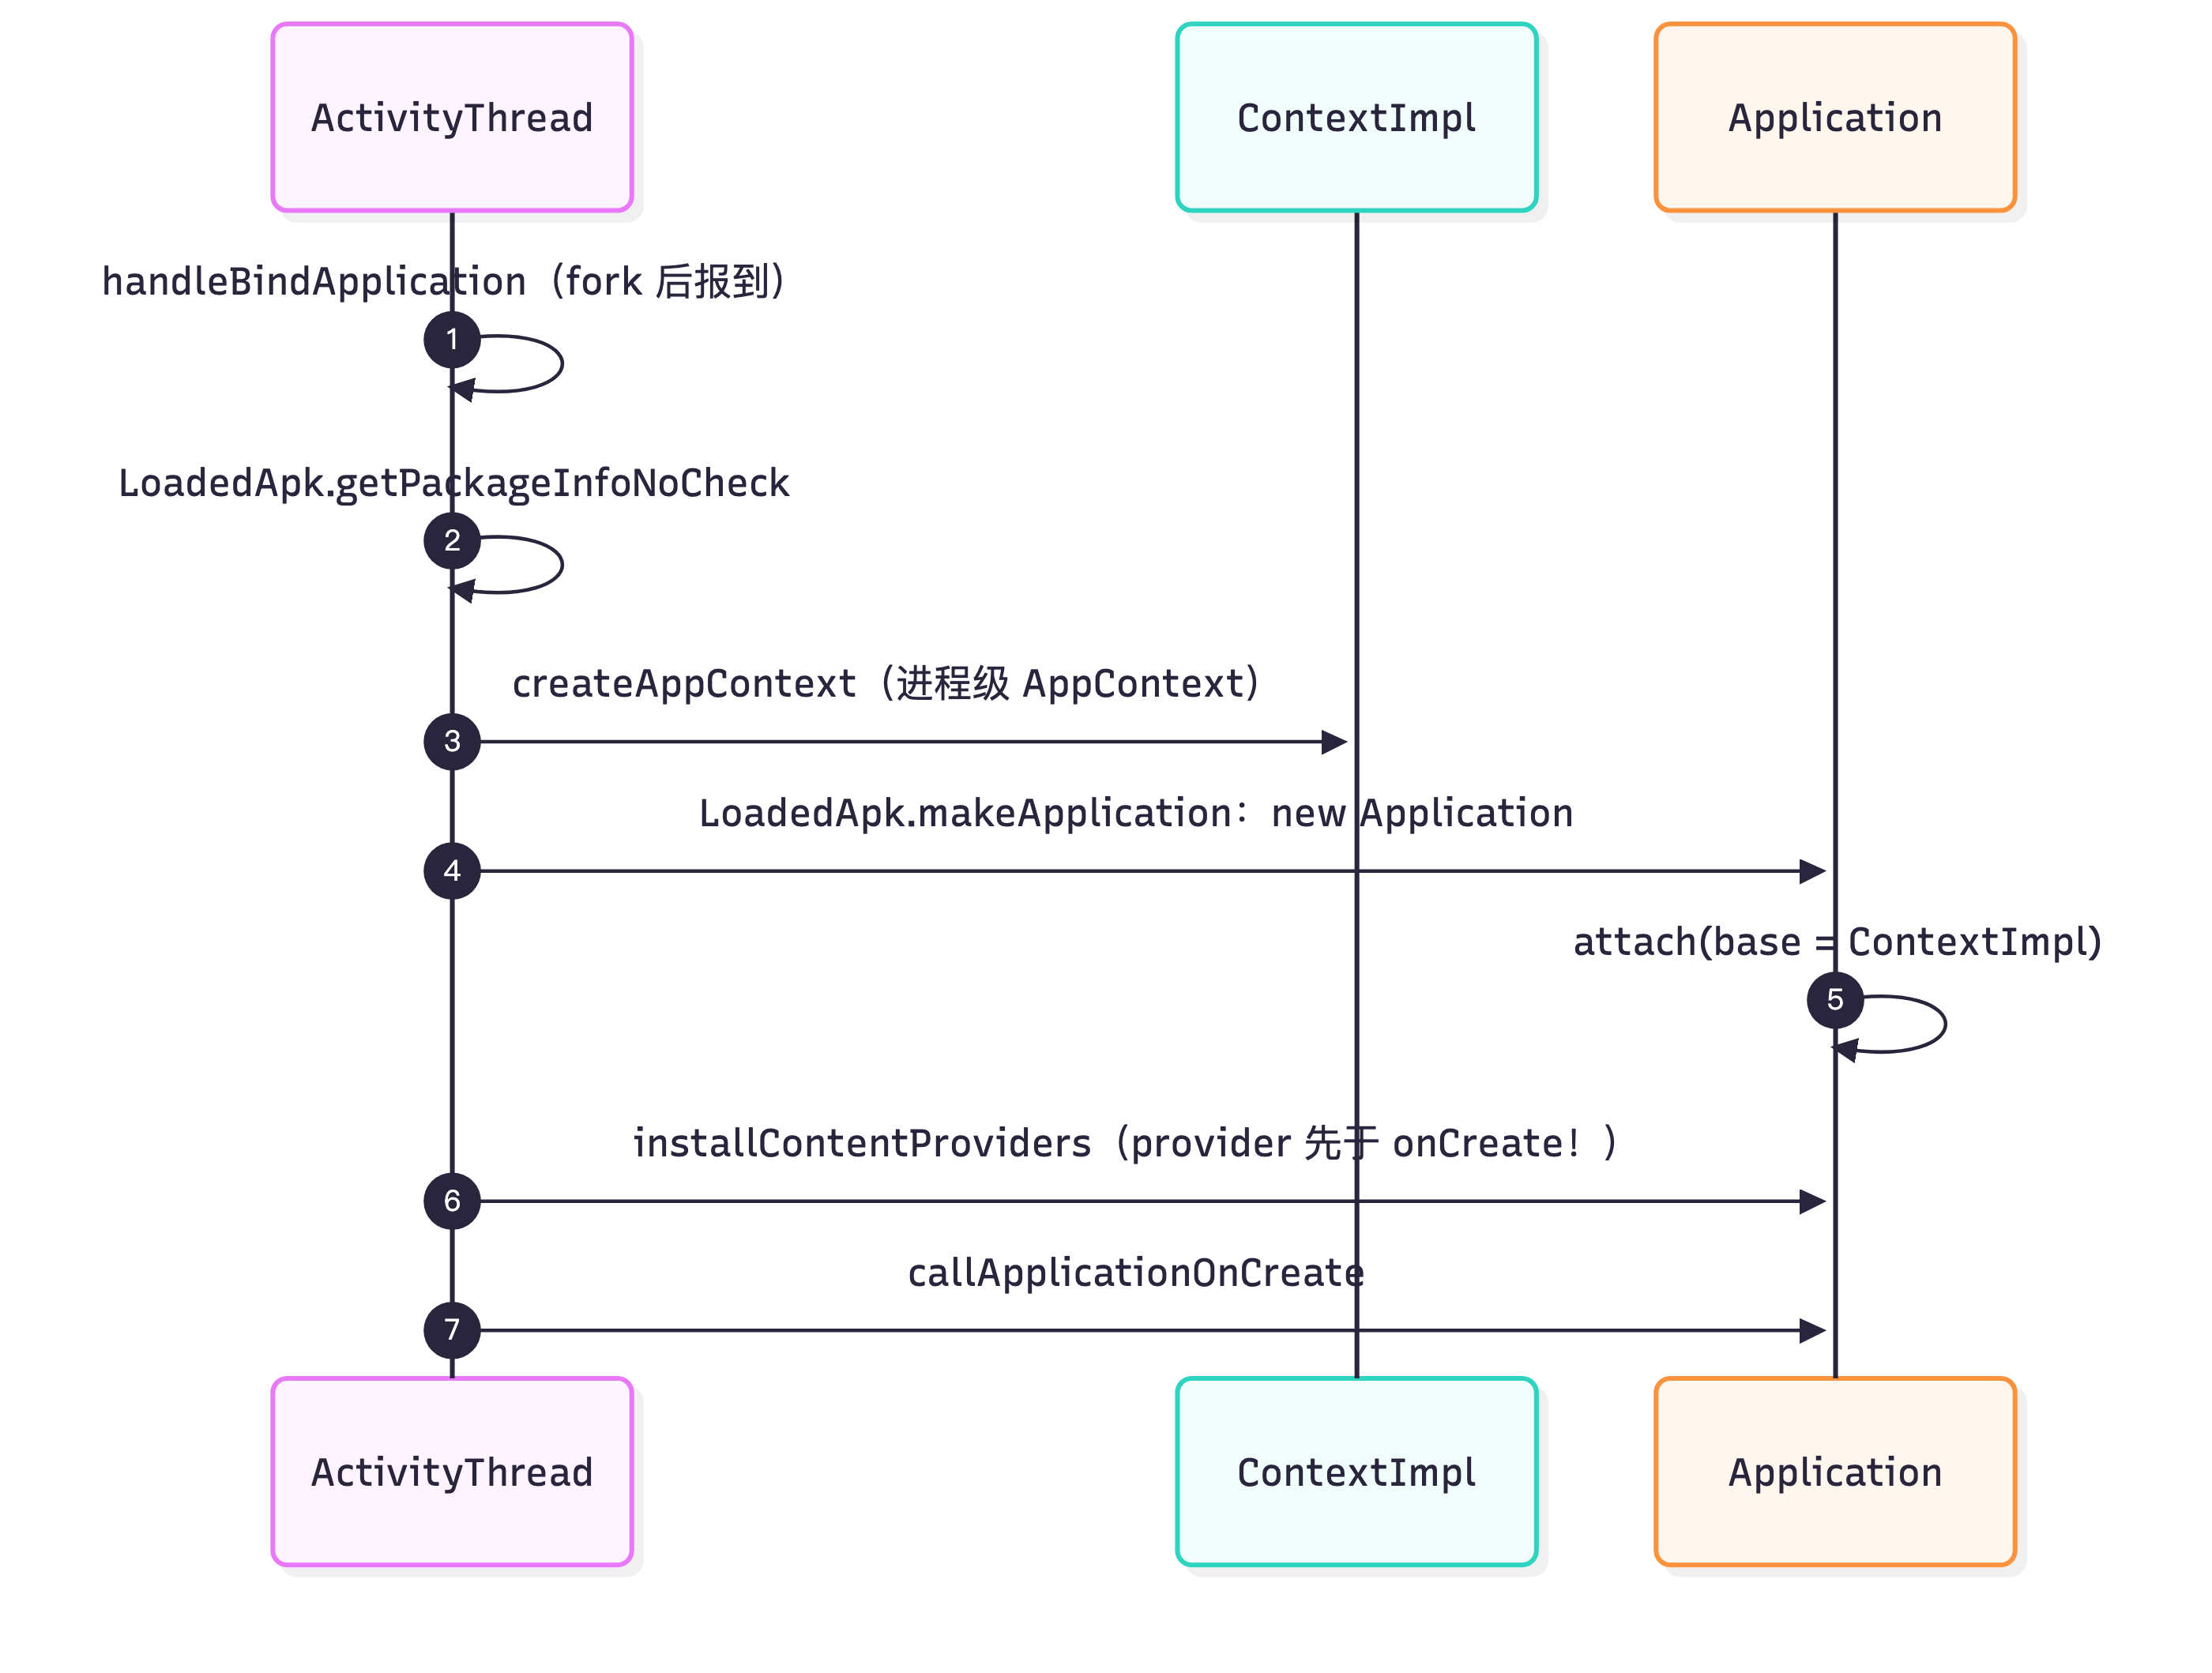 ActivityThread
ContextImpl
Application
handleBindApplication（fork 后报到）
1
LoadedApk.getPackageInfoNoCheck
2
createAppContext（进程级 AppContext）
3
LoadedApk.makeApplication：new Application
4
attach(base = ContextImpl)
5
installContentProviders（provider 先于 onCreate！）
6
callApplicationOnCreate
7
ActivityThread
ContextImpl
Application